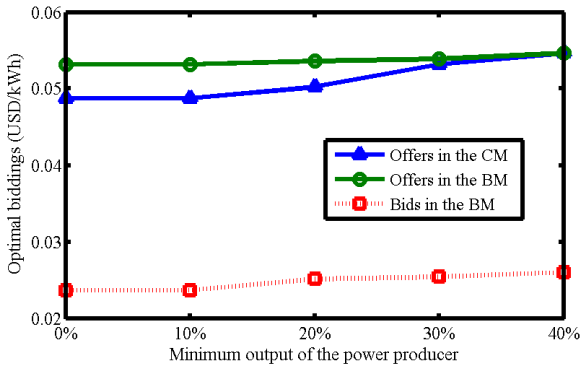 0.06
0.05
0.04
0.03
0.02
Optimal biddings (USD/kWh)
Offers in the CM
Offers in the BM
Bids in the BM
0% 10% 20% 30% 40%
Minimum output of the power producer